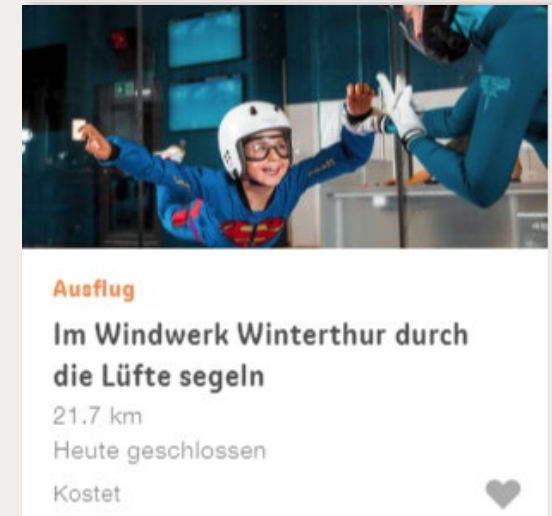 Ausflug
Im Windwerk Winterthur durch
die Lüfte segeln
21.7 km
Heute geschlossen
Kostet